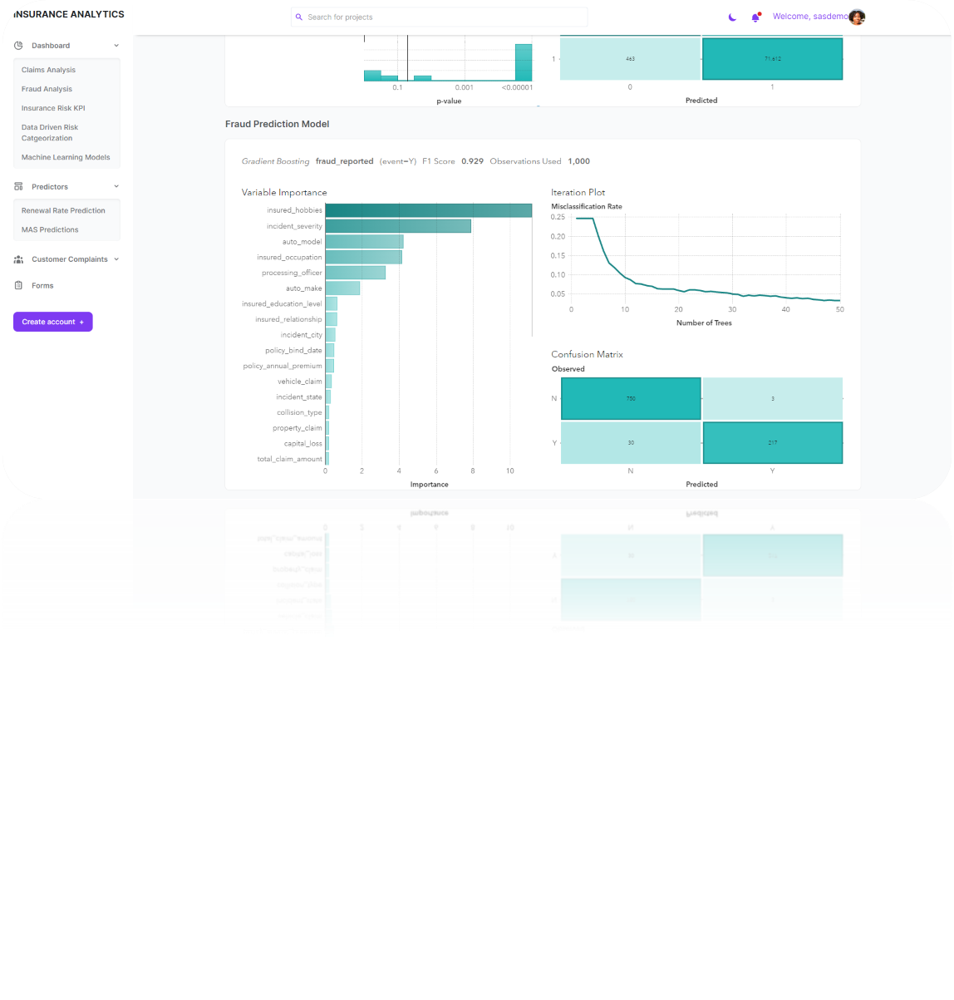 INSURANCE ANALYTICS
Search for projects
Welcome, sasdemo
Dashboard
Claims Analysis
Fraud Analysis
Insurance Risk KPI
Data Driven Risk
Catgeorization
Machine Learning Models
Predictors
Renewal Rate Prediction
MAS Predictions
Customer Complaints
Forms
Create account +
0.1 0.001 <0.00001
p-value
1 463 71,612
0 1
Predicted
Fraud Prediction Model
Gradient Boosting fraud_reported (event=Y) F1 Score 0.929 Observations Used 1,000
Variable Importance
insured_hobbies
incident_severity
auto_model
insured_occupation
processing_officer
auto_make
insured_education_level
insured_relationship
incident_city
policy_bind_date
policy_annual_premium
vehicle_claim
incident_state
collision_type
property_claim
capital_loss
total_claim_amount
0 2 4 6 8 10
Importance
Iteration Plot
Misclassification Rate
0.25
0.20
0.15
0.10
0.05
0 10 20 30 40 50
Number of Trees
Confusion Matrix
Observed
N 750 3
Y 30 217
N Y
Predicted